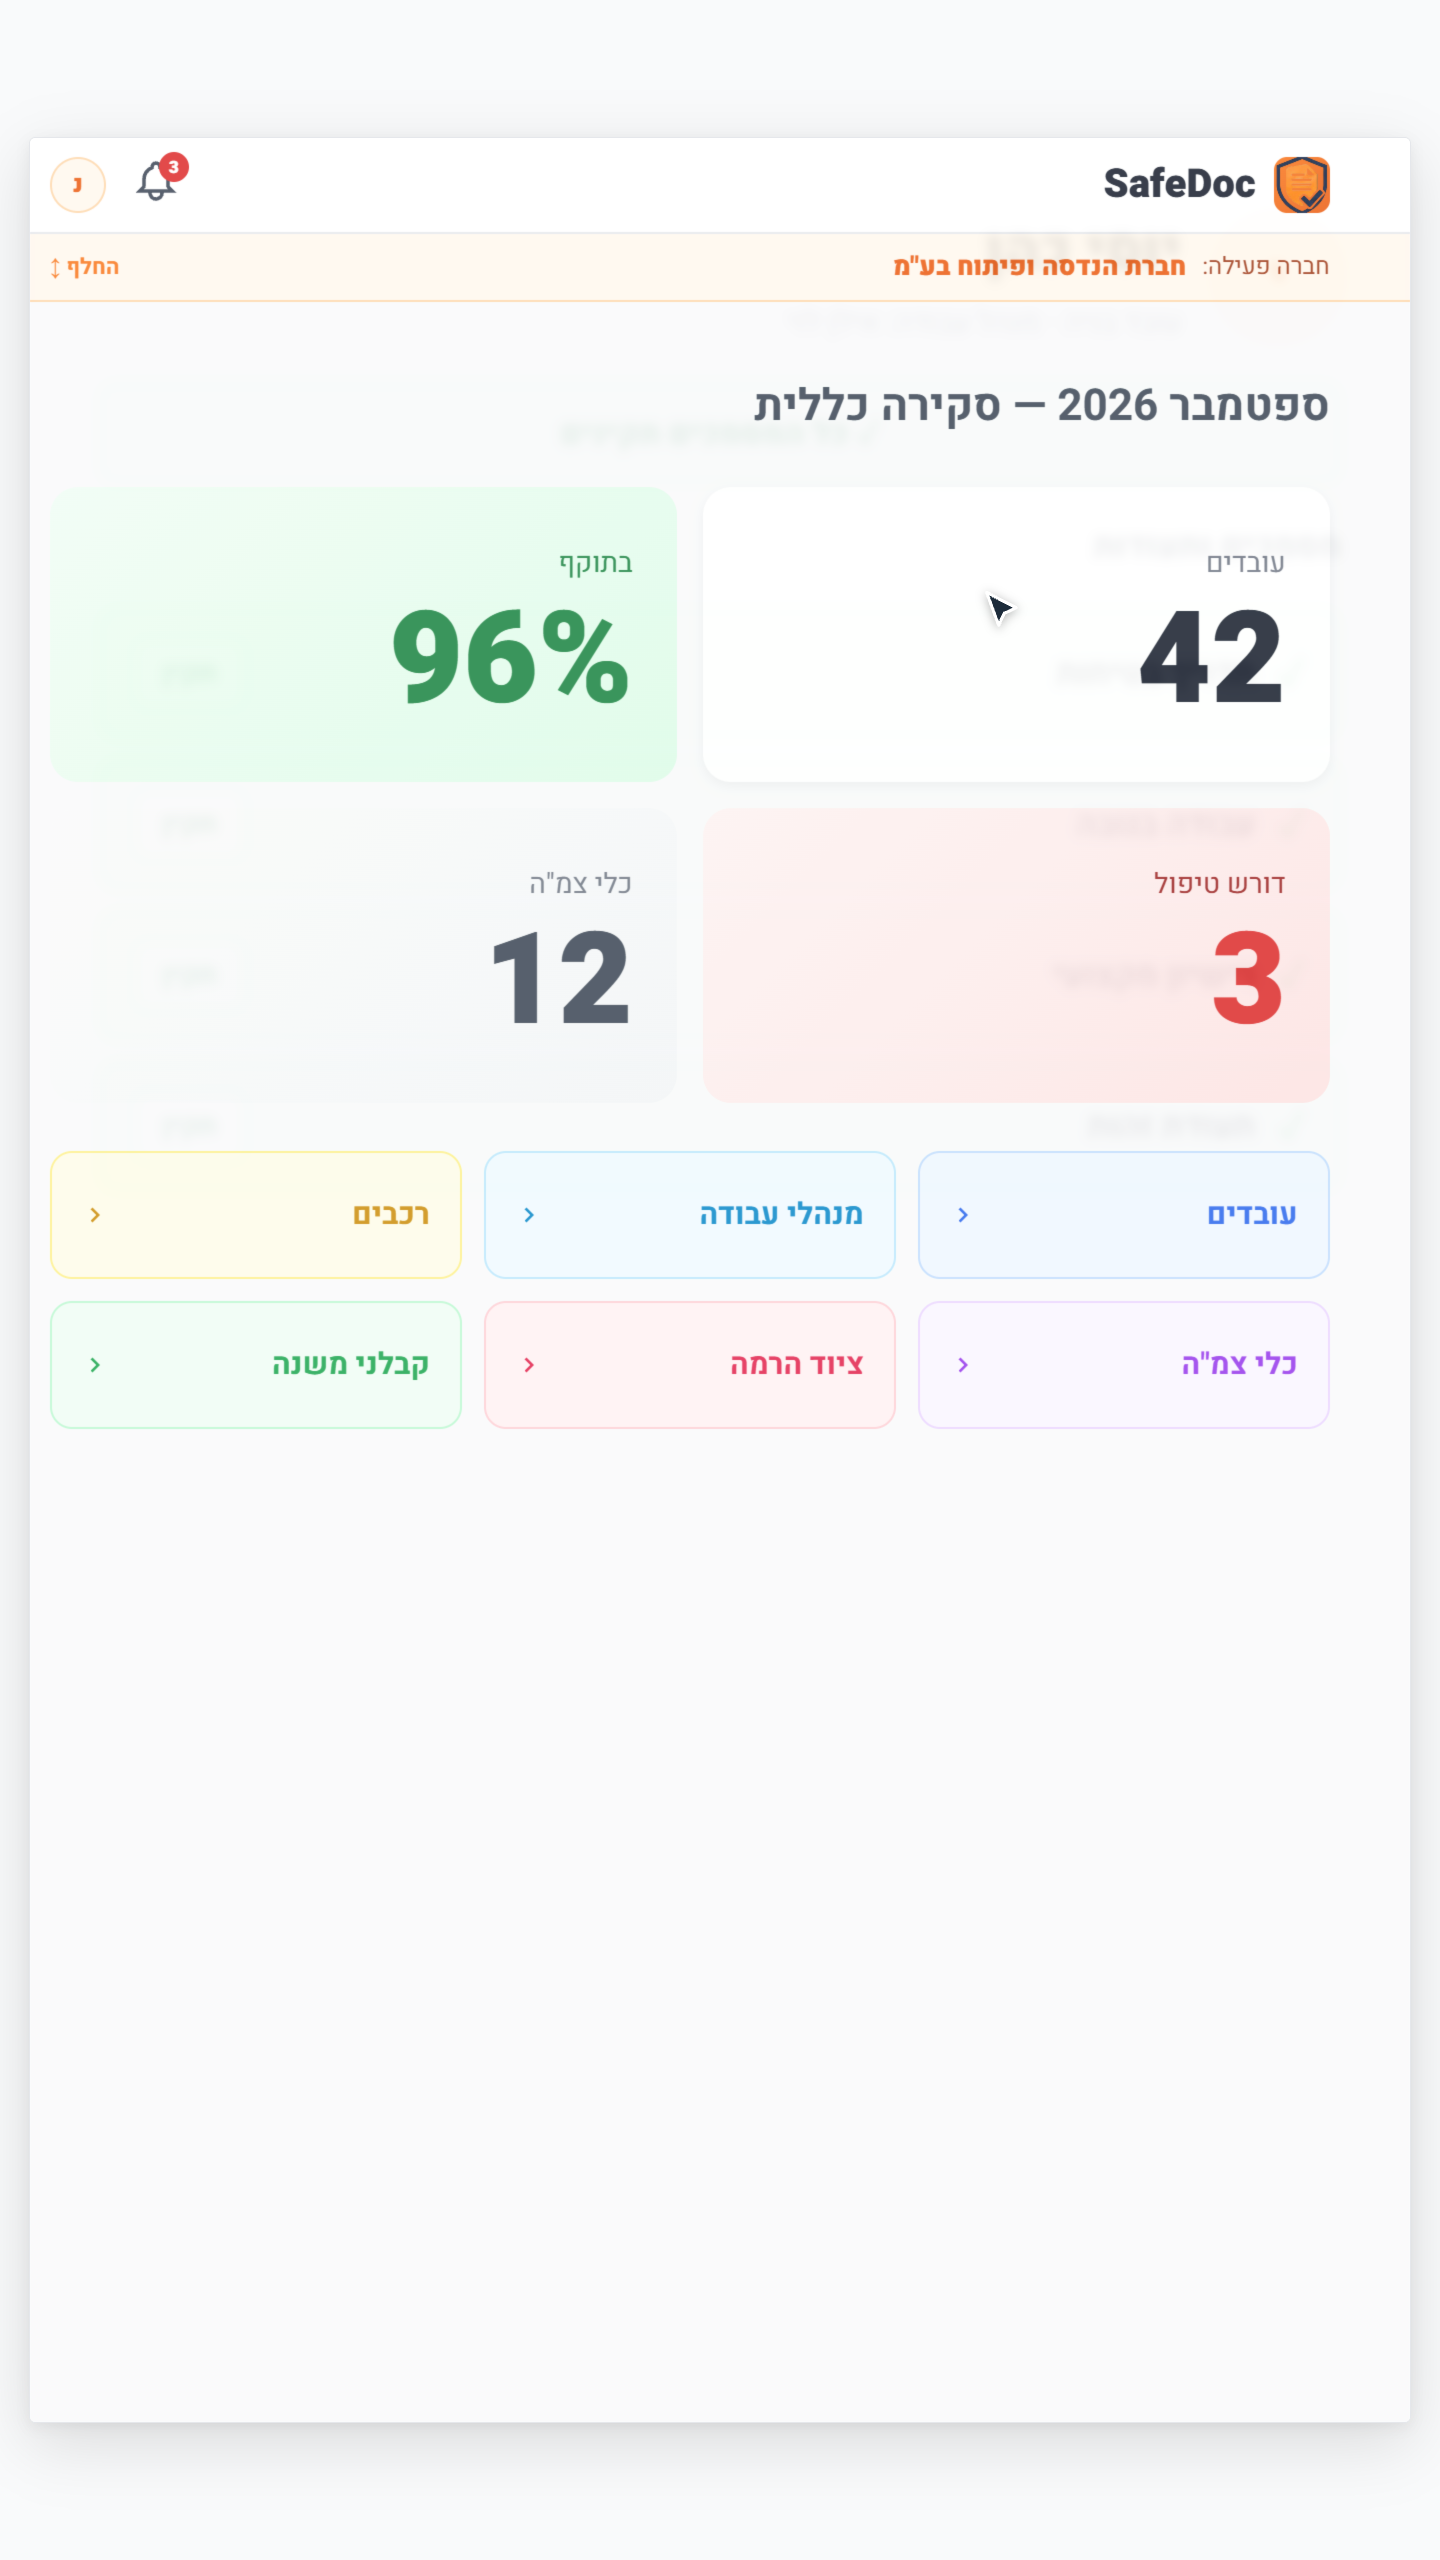 SafeDoc
3
נ
חברה פעילה: חברת הנדסה ופיתוח בע"מ
החלף ↕
ספטמבר 2026 — סקירה כללית
עובדים
42
בתוקף
96%
דורש טיפול
3
כלי צמ"ה
12
עובדים
מנהלי עבודה
רכבים
כלי צמ"ה
ציוד הרמה
קבלני משנה